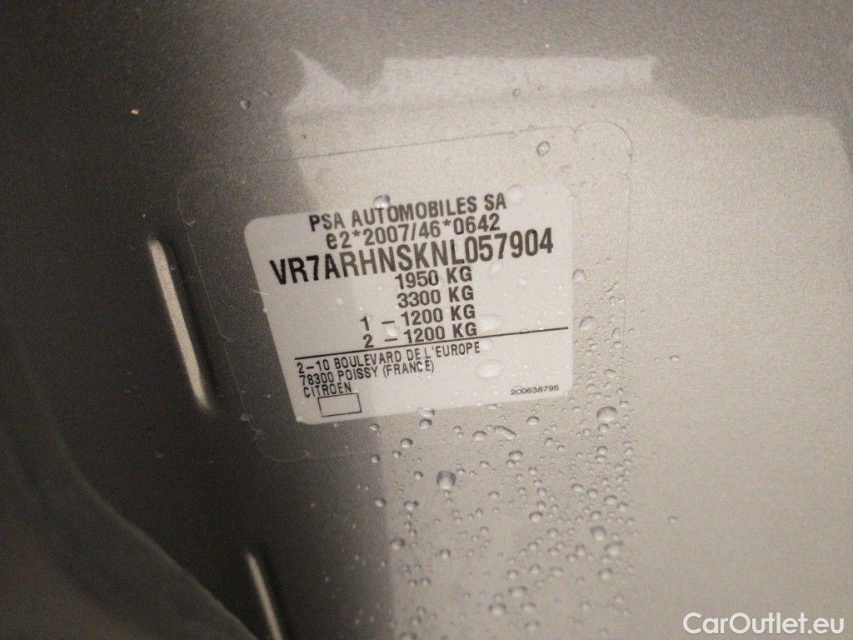 PSA AUTOMOBILES SA
e2*2007/46*0642
VR7ARHNSKNL057904
1950 KG
3300 KG
1 – 1200 KG
2 – 1200 KG
2–10 BOULEVARD DE L'EUROPE
78300 POISSY (FRANCE)
CITROEN
200638795
CarOutlet.eu